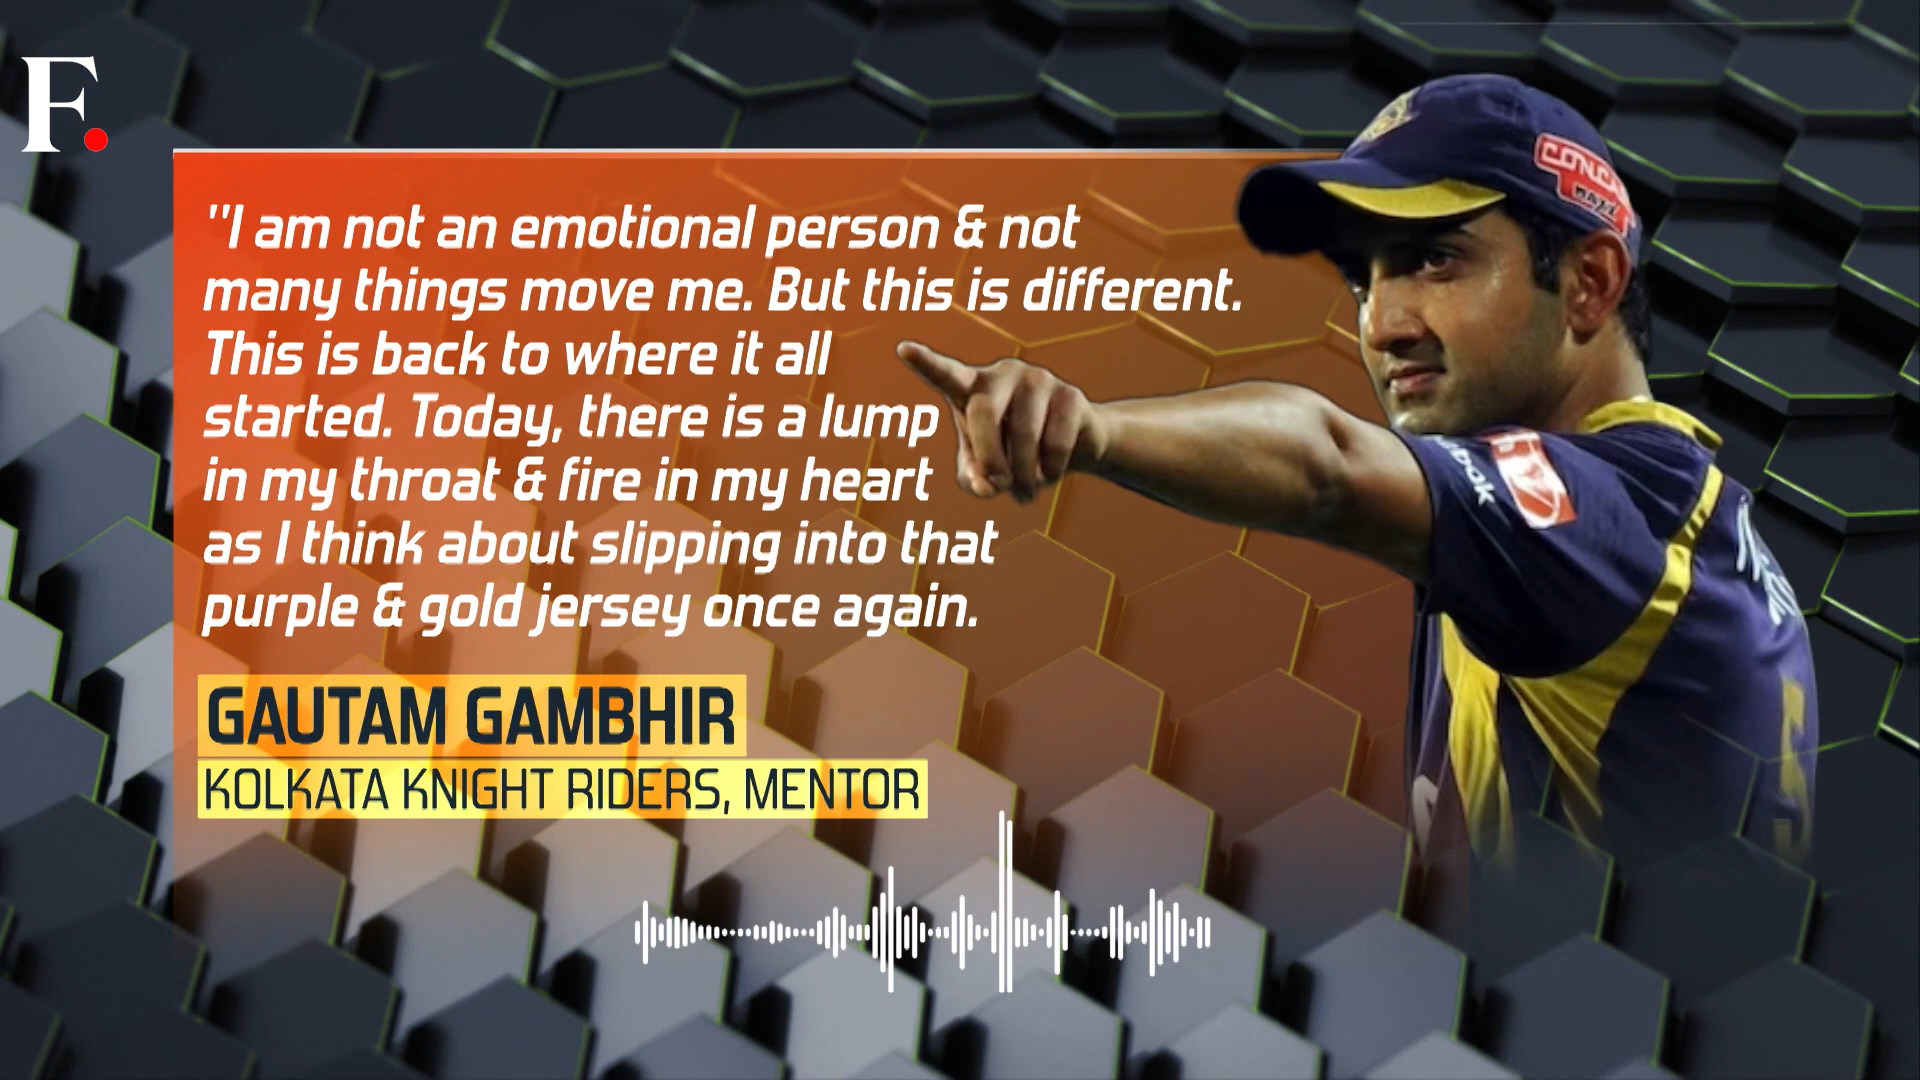 F.
"I am not an emotional person & not
many things move me. But this is different.
This is back to where it all
started. Today, there is a lump
in my throat & fire in my heart
as I think about slipping into that
purple & gold jersey once again.
GAUTAM GAMBHIR
KOLKATA KNIGHT RIDERS, MENTOR